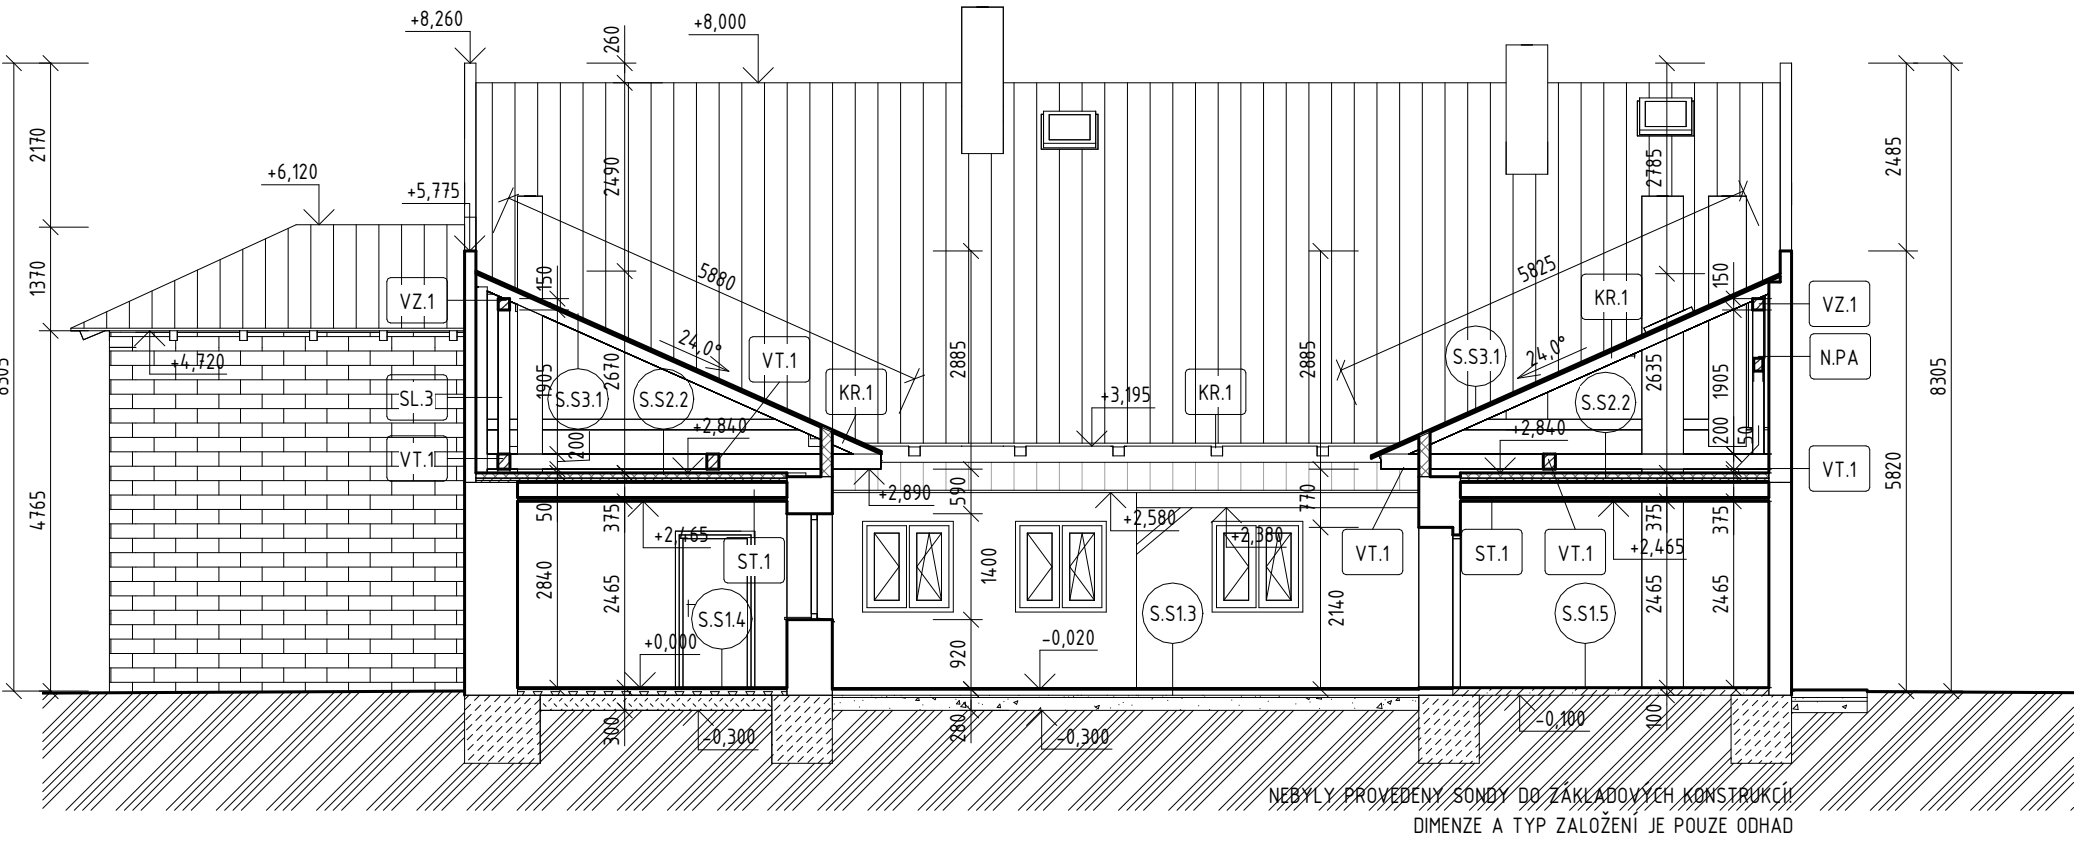 +8,260
+8,000
260
2170
2490
2785
2485
+6,120
+5,775
1370
150
5880
2885
2885
5825
150
VZ.1
KR.1
VZ.1
+4,720
24,0°
VT.1
S.S3.1
24,0°
N.PA
SL.3
1905
2670
S.S3.1
S.S2.2
KR.1
+3,195
KR.1
S.S2.2
2635
1905
8305
VT.1
200
+2,840
+2,840
200
50
VT.1
5820
4765
50
375
+2,890
590
+2,580
770
+2,380
375
375
+2,465
ST.1
1400
VT.1
ST.1
VT.1
+2,465
2840
2465
S.S1.4
S.S1.3
2140
S.S1.5
2465
2465
+0,000
920
-0,020
300
-0,300
280
-0,300
-0,100
100
NEBYLY PROVEDENY SONDY DO ZÁKLADOVÝCH KONSTRUKCÍ!
DIMENZE A TYP ZALOŽENÍ JE POUZE ODHAD